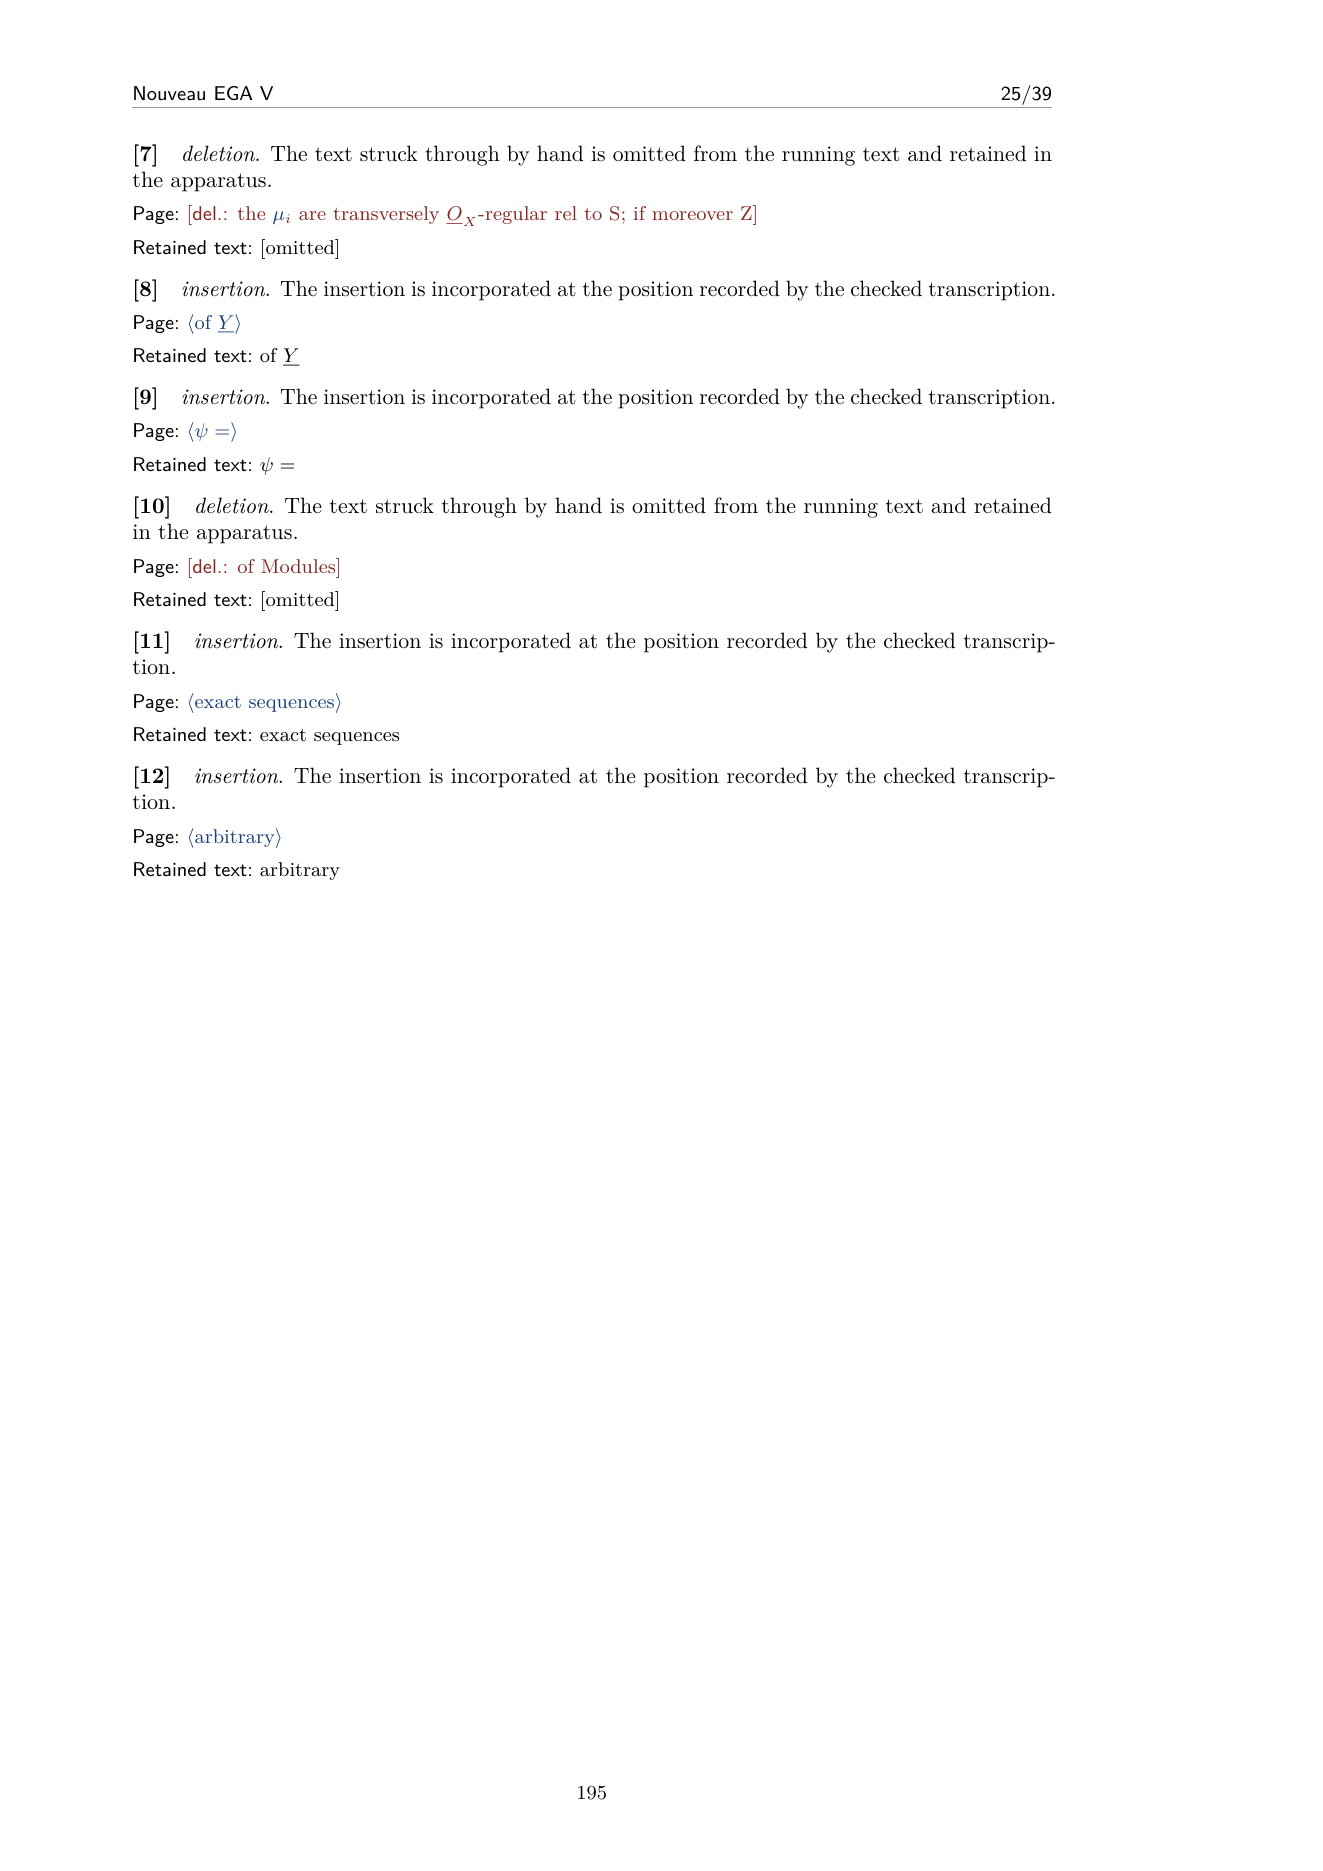 Nouveau EGA V 25/39
[7] deletion. The text struck through by hand is omitted from the running text and retained in
the apparatus.
Page: [del.: the μ_i are transversely O_X-regular rel to S; if moreover Z]
Retained text: [omitted]
[8] insertion. The insertion is incorporated at the position recorded by the checked transcription.
Page: ⟨of Y⟩
Retained text: of Y
[9] insertion. The insertion is incorporated at the position recorded by the checked transcription.
Page: ⟨ψ =⟩
Retained text: ψ =
[10] deletion. The text struck through by hand is omitted from the running text and retained
in the apparatus.
Page: [del.: of Modules]
Retained text: [omitted]
[11] insertion. The insertion is incorporated at the position recorded by the checked transcrip-
tion.
Page: ⟨exact sequences⟩
Retained text: exact sequences
[12] insertion. The insertion is incorporated at the position recorded by the checked transcrip-
tion.
Page: ⟨arbitrary⟩
Retained text: arbitrary
195